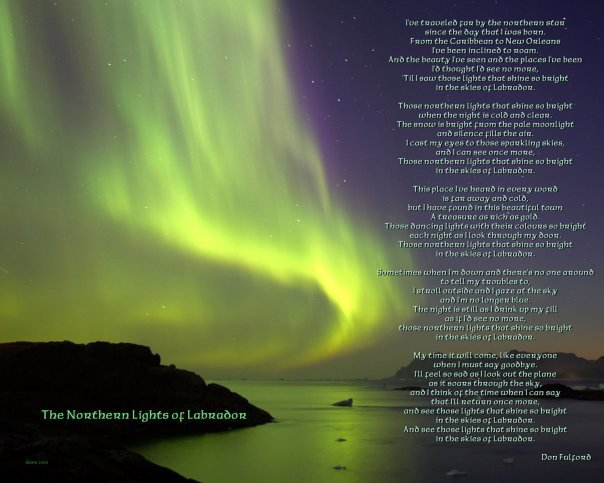 I've traveled far by the northern star
since the day that I was born.
From the Caribbean to New Orleans
I've been inclined to roam.
And the beauty I've seen and the places I've been
I'd thought I'd see no more,
'Til I saw those lights that shine so bright
in the skies of Labrador.

Those northern lights that shine so bright
when the night is cold and clear.
The snow is bright from the pale moonlight
and silence fills the air.
I cast my eyes to those sparkling skies,
and I can see once more,
Those northern lights that shine so bright
in the skies of Labrador.

This place I've heard in every word
is far away and cold,
but I have found in this beautiful town
A treasure as rich as gold.
Those dancing lights with their colours so bright
each night as I look through my door.
Those northern lights that shine so bright
in the skies of Labrador.

Sometimes when I'm down and there's no one around
to tell my troubles to,
I stroll outside and I gaze at the sky
and I'm no longer blue.
The night is still as I drink up my fill
as if I'd see no more,
those northern lights that shine so bright
in the skies of Labrador.

My time it will come, like everyone
when I must say goodbye.
I'll feel so sad as I look out the plane
as it soars through the sky,
and I think of the time when I can say
that I'll return once more,
and see those lights that shine so bright
in the skies of Labrador.
And see those lights that shine so bright
in the skies of Labrador.
The Northern Lights of Labrador
Don Fulford